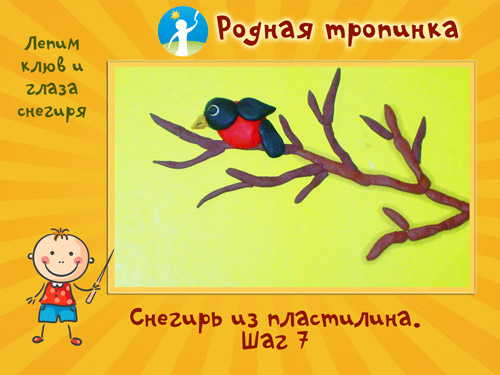 Родная тропинка
Лепим
клюв и
глаза
снегиря
Снегирь из пластилина.
Шаг 7